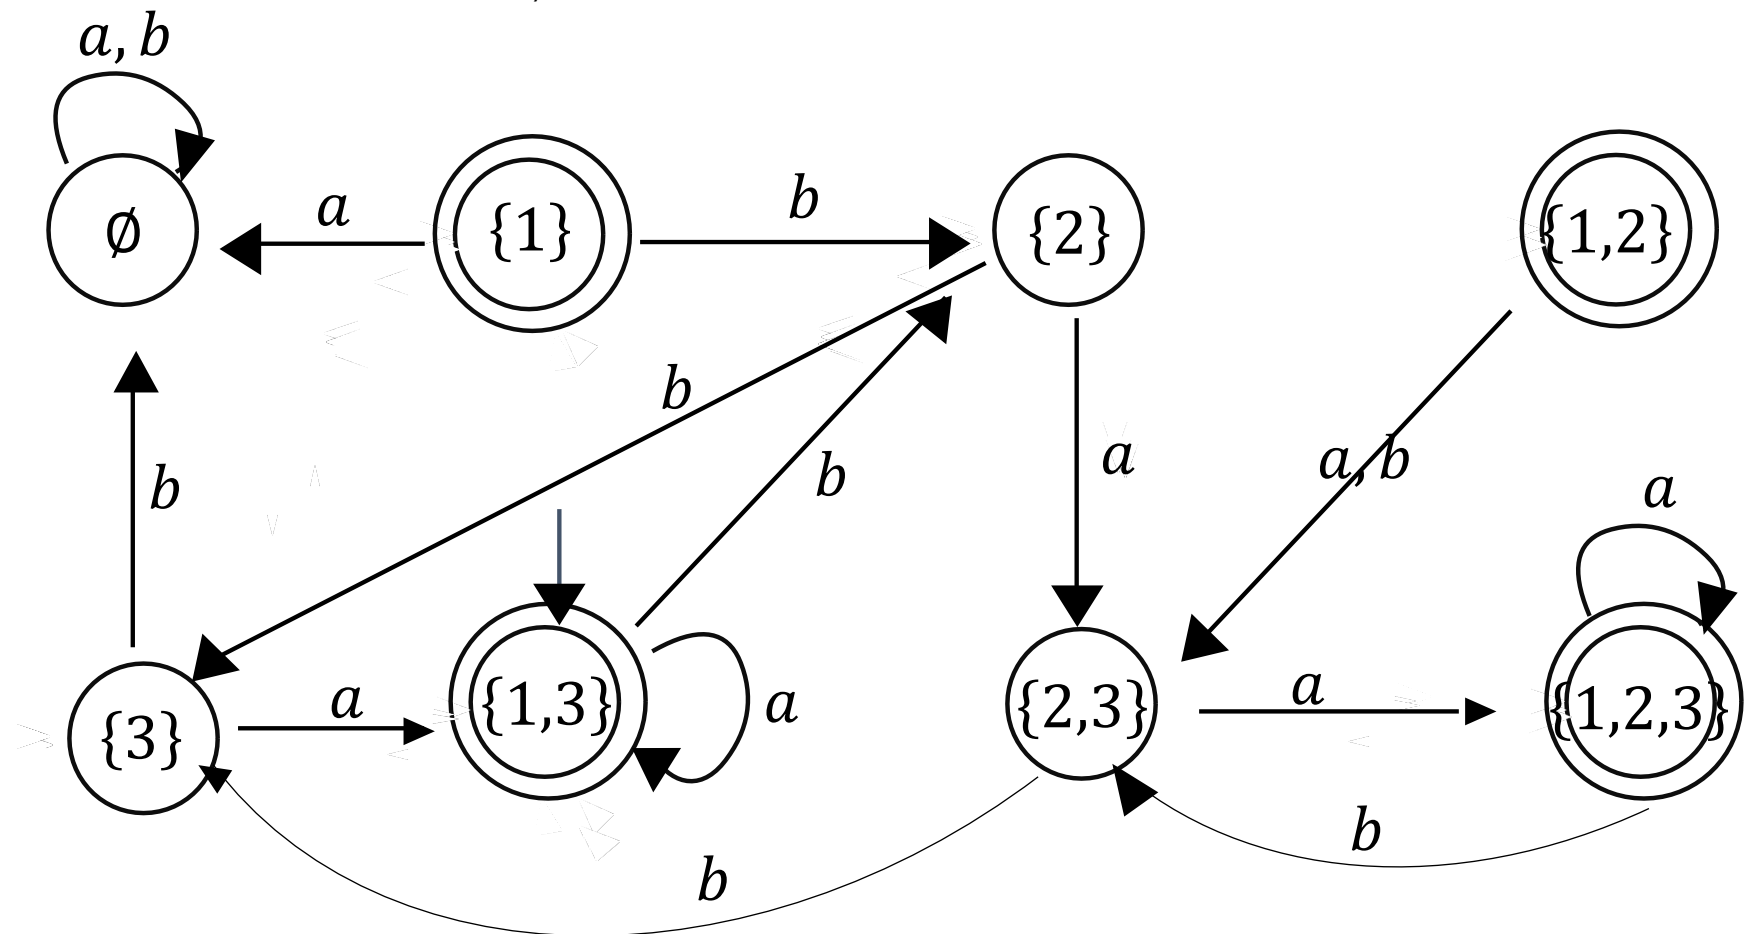 a, b
∅
a
{1}
b
{2}
{1,2}
b
b
b
a
a, b
a
{3}
a
{1,3}
a
{2,3}
a
{1,2,3}
b
b